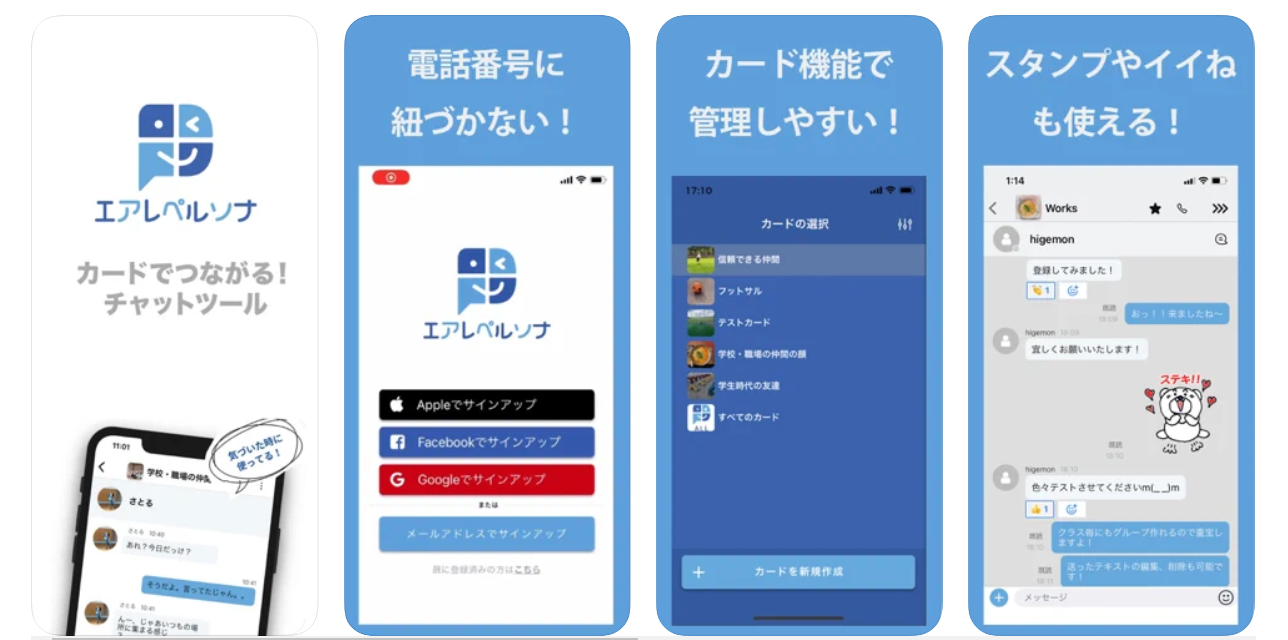 エアレペルソナ
カードでつながる!
チャットツール
気づいた時に
使ってる!
11:01
学校・職場の仲間
さとる
さとる 10:40
あれ?今日だっけ?
10:41
そうだよ。言ってたじゃん。。
さとる 10:41
んー、じゃあいつもの場
所に集まる感じ
電話番号に
紐づかない!
エアレペルソナ
Appleでサインアップ
Facebookでサインアップ
Googleでサインアップ
または
メールアドレスでサインアップ
既に登録済みの方はこちら
カード機能で
管理しやすい!
17:10
カードの選択
信頼できる仲間
フットサル
テストカード
学校・職場の仲間の顔
学生時代の友達
ALL
すべてのカード
+ カードを新規作成
スタンプやイイね
も使える!
1:14
Works
higemon
登録してみました!
1
既読
18:09
おっ!!来ましたね〜
higemon 18:09
宜しくお願いいたします!
ステキ!!
既読
18:10
higemon 18:10
色々テストさせてくださいm(_ _)m
1
既読
18:10
クラス毎にもグループ作れるので重宝し
ますよ!
既読
18:11
送ったテキストの編集、削除も可能で
す!
メッセージ